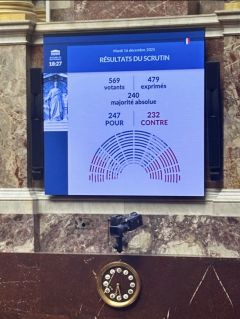 Mardi 16 décembre 2025
RÉSULTATS DU SCRUTIN
569 479
votants exprimés
240
majorité absolue
247 232
POUR CONTRE
18:27